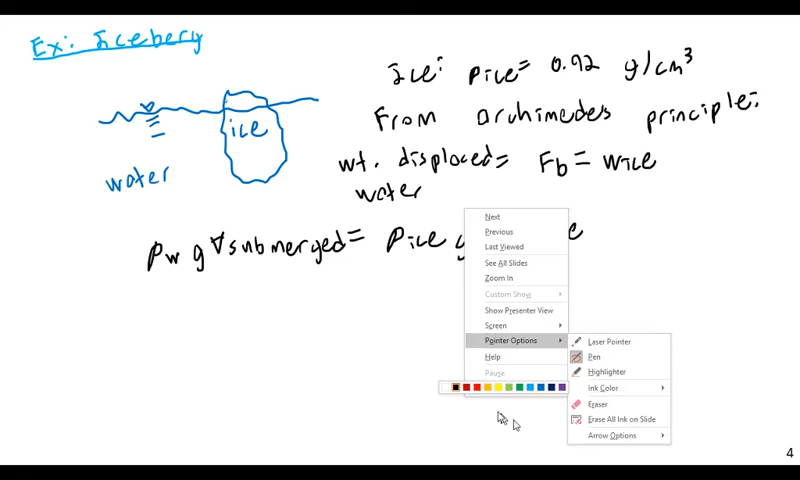 Ex: Iceberg
Ice: ρice= 0.92 g/cm³
From archimedes principle:
wt. displaced= Fb= wice
water
ice
water
ρw g ∀submerged= ρice g
Next
Previous
Last Viewed
See All Slides
Zoom In
Custom Show
Show Presenter View
Screen
Pointer Options
Help
Pause
Laser Pointer
Pen
Highlighter
Ink Color
Eraser
Erase All Ink on Slide
Arrow Options
4